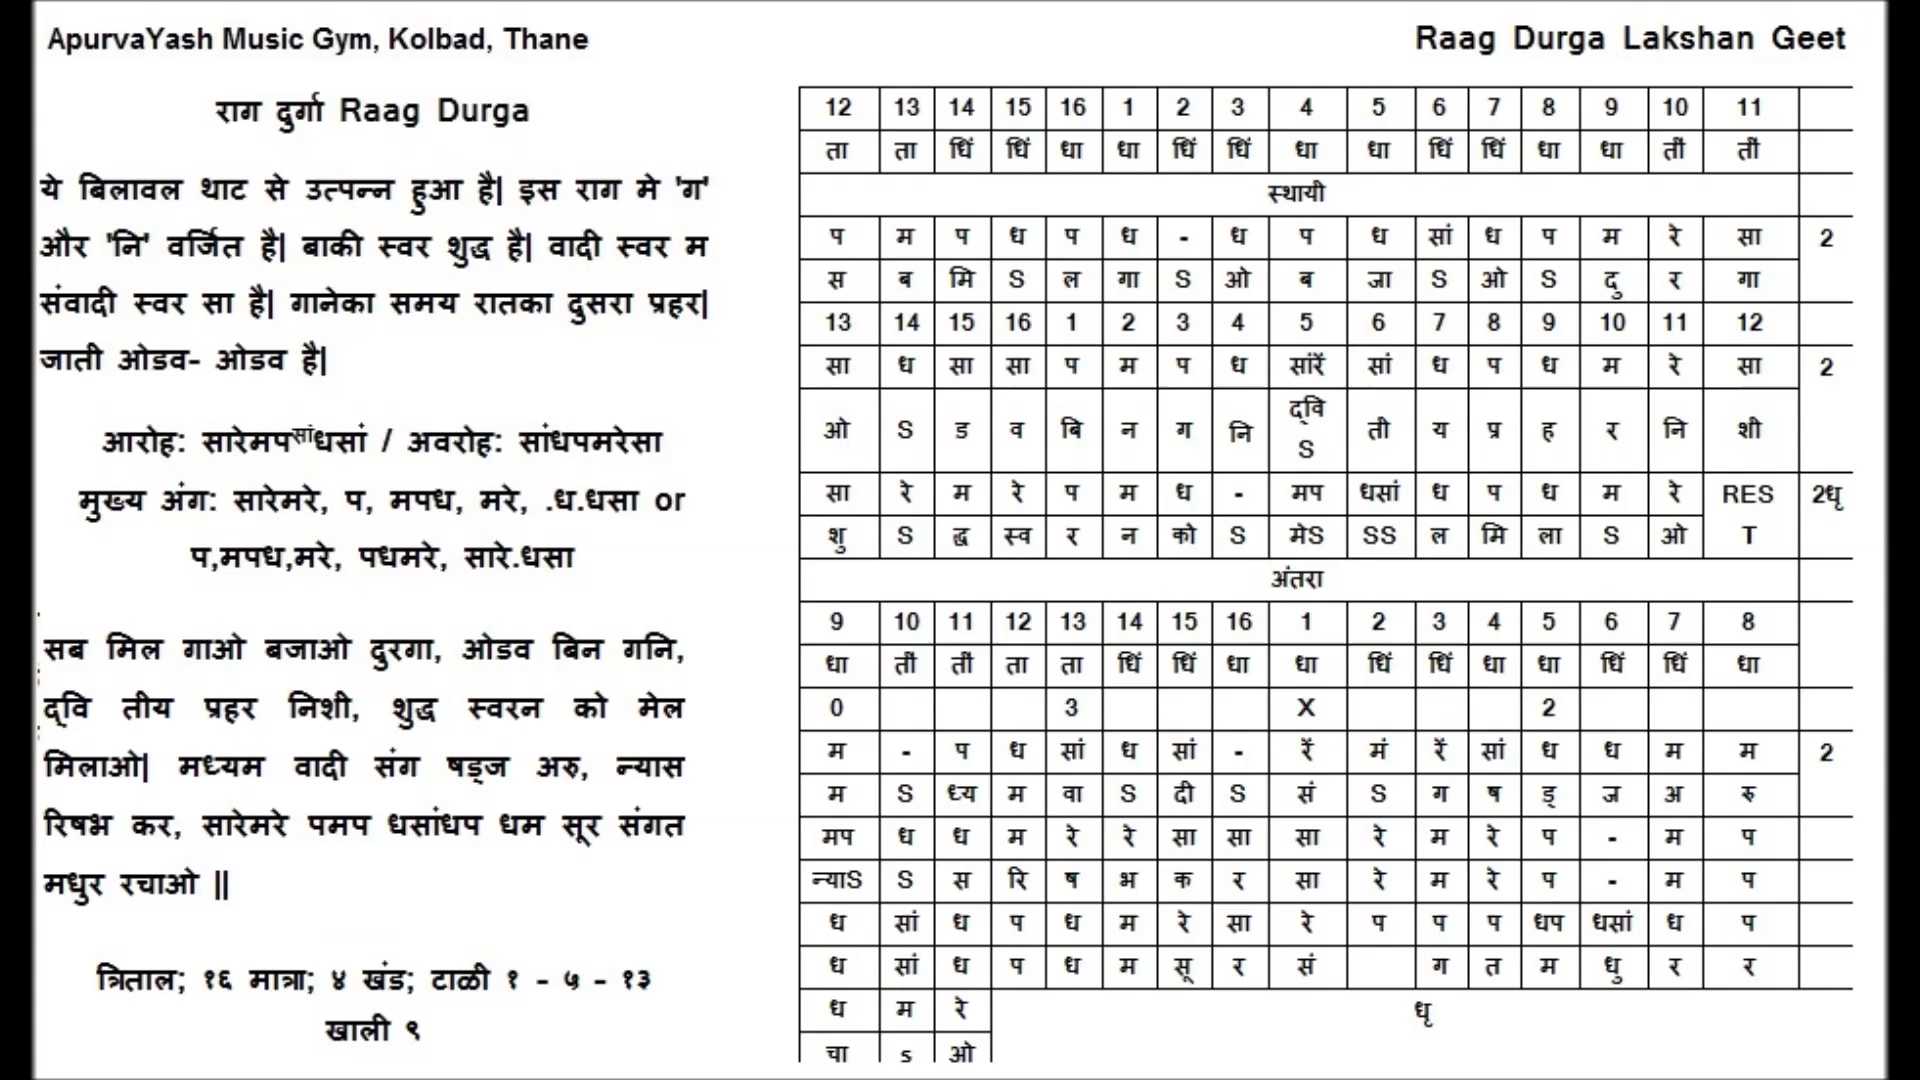 ApurvaYash Music Gym, Kolbad, Thane
Raag Durga Lakshan Geet
राग दुर्गा Raag Durga
ये बिलावल थाट से उत्पन्न हुआ है| इस राग मे 'ग'
और 'नि' वर्जित है| बाकी स्वर शुद्ध है| वादी स्वर म
संवादी स्वर सा है| गानेका समय रातका दुसरा प्रहर|
जाती ओडव- ओडव है|
आरोह: सारेमपसांधसां / अवरोह: सांधपमरेसा
मुख्य अंग: सारेमरे, प, मपध, मरे, .ध.धसा or
प,मपध,मरे, पधमरे, सारे.धसा
सब मिल गाओ बजाओ दुरगा, ओडव बिन गनि,
द्वि तीय प्रहर निशी, शुद्ध स्वरन को मेल
मिलाओ| मध्यम वादी संग षड्ज अरु, न्यास
रिषभ कर, सारेमरे पमप धसांधप धम सूर संगत
मधुर रचाओ ||
त्रिताल; १६ मात्रा; ४ खंड; टाळी १ - ५ - १३
खाली ९
12 13 14 15 16 1 2 3 4 5 6 7 8 9 10 11
ता ता धिं धिं धा धा धिं धिं धा धा धिं धिं धा धा तीं तीं
स्थायी
प म प ध प ध - ध प ध सां ध प म रे सा 2
स ब मि S ल गा S ओ ब जा S ओ S दु र गा
13 14 15 16 1 2 3 4 5 6 7 8 9 10 11 12
सा ध सा सा प म प ध सांरें सां ध प ध म रे सा 2
ओ S ड व बि न ग नि द्वि S ती य प्र ह र नि शी
सा रे म रे प म ध - मप धसां ध प ध म रे REST 2धृ
शु S द्ध स्व र न को S मेS SS ल मि ला S ओ
अंतरा
9 10 11 12 13 14 15 16 1 2 3 4 5 6 7 8
धा तीं तीं ता ता धिं धिं धा धा धिं धिं धा धा धिं धिं धा
0 3 X 2
म - प ध सां ध सां - रें मं रें सां ध ध म म 2
म S ध्य म वा S दी S सं S ग ष ड् ज अ रु
मप ध ध म रे रे सा सा सा रे म रे प - म प
न्याS S स रि ष भ क र सा रे म रे प - म प
ध सां ध प ध म रे सा रे प प प धप धसां ध प
ध सां ध प ध म सू र सं ग त म धु र र
ध म रे धृ
चा s ओ